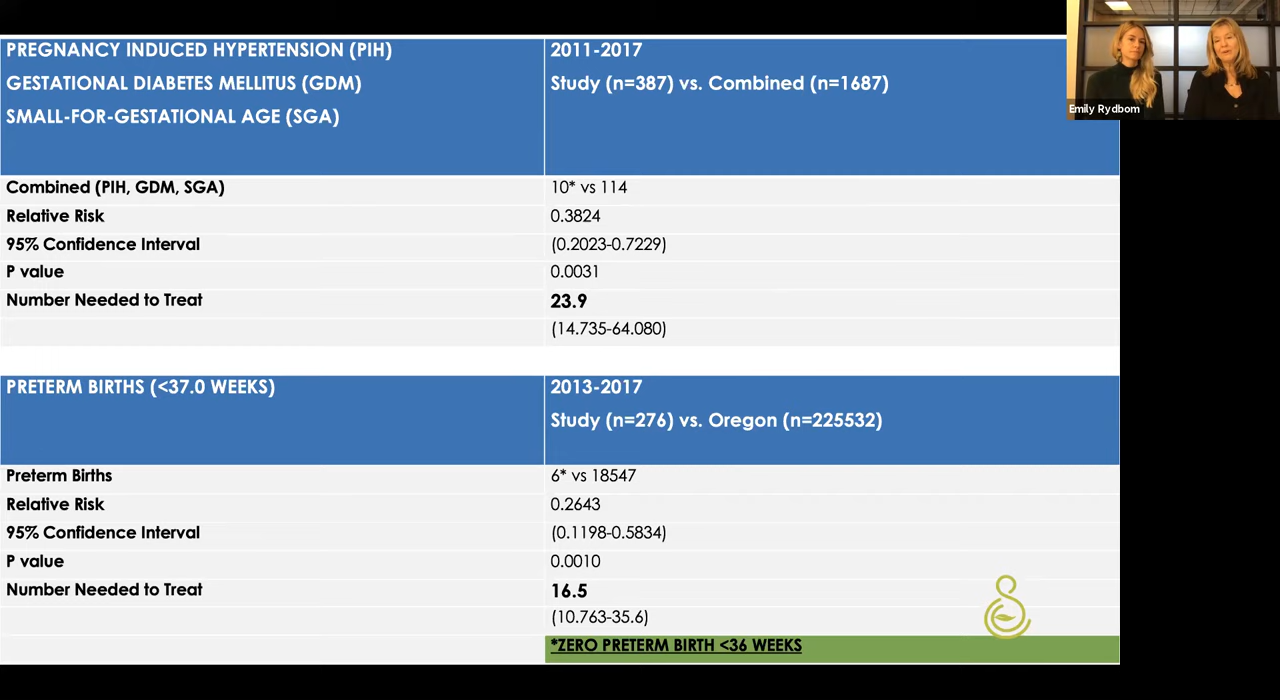 PREGNANCY INDUCED HYPERTENSION (PIH)
GESTATIONAL DIABETES MELLITUS (GDM)
SMALL-FOR-GESTATIONAL AGE (SGA)
2011-2017
Study (n=387) vs. Combined (n=1687)
Emily Rydbom
Combined (PIH, GDM, SGA)
10* vs 114
Relative Risk
0.3824
95% Confidence Interval
(0.2023-0.7229)
P value
0.0031
Number Needed to Treat
23.9
(14.735-64.080)
PRETERM BIRTHS (<37.0 WEEKS)
2013-2017
Study (n=276) vs. Oregon (n=225532)
Preterm Births
6* vs 18547
Relative Risk
0.2643
95% Confidence Interval
(0.1198-0.5834)
P value
0.0010
Number Needed to Treat
16.5
(10.763-35.6)
*ZERO PRETERM BIRTH <36 WEEKS